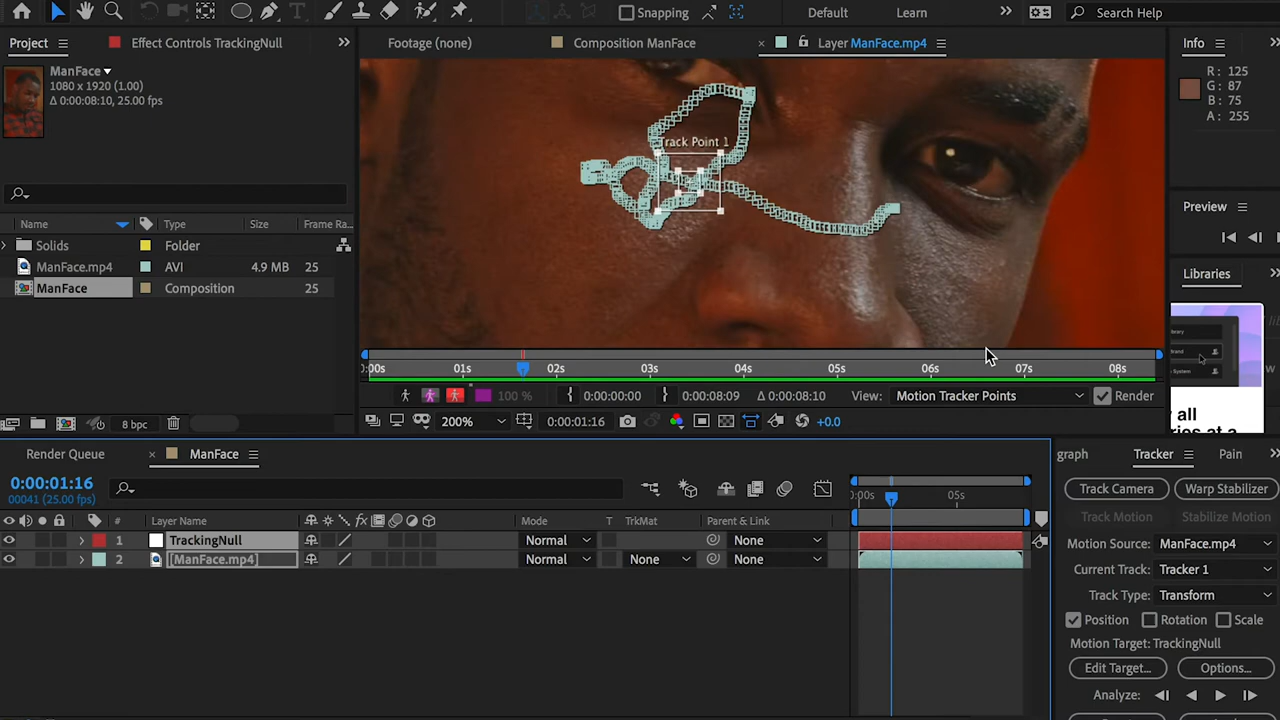 Snapping
Default
Learn
Search Help
Project
Effect Controls TrackingNull
Footage (none)
Composition ManFace
Layer ManFace.mp4
Info
ManFace
1080 x 1920 (1.00)
Δ 0:00:08:10, 25.00 fps
R : 125
G : 87
B : 75
A : 255
rack Point 1
Name
Type
Size
Frame Ra...
Solids
Folder
ManFace.mp4
AVI
4.9 MB
25
ManFace
Composition
25
Preview
Libraries
:00s
01s
02s
03s
04s
05s
06s
07s
08s
100 %
0:00:00:00
0:00:08:09
Δ 0:00:08:10
View:
Motion Tracker Points
Render
8 bpc
200%
0:00:01:16
+0.0
all
Render Queue
ManFace
graph
Tracker
Pain
0:00:01:16
00041 (25.00 fps)
:00s
05s
Track Camera
Warp Stabilizer
Track Motion
Stabilize Motion
#
Layer Name
Mode
T
TrkMat
Parent & Link
1
TrackingNull
Normal
None
2
[ManFace.mp4]
Normal
None
None
Motion Source:
ManFace.mp4
Current Track:
Tracker 1
Track Type:
Transform
Position
Rotation
Scale
Motion Target: TrackingNull
Edit Target...
Options...
Analyze: